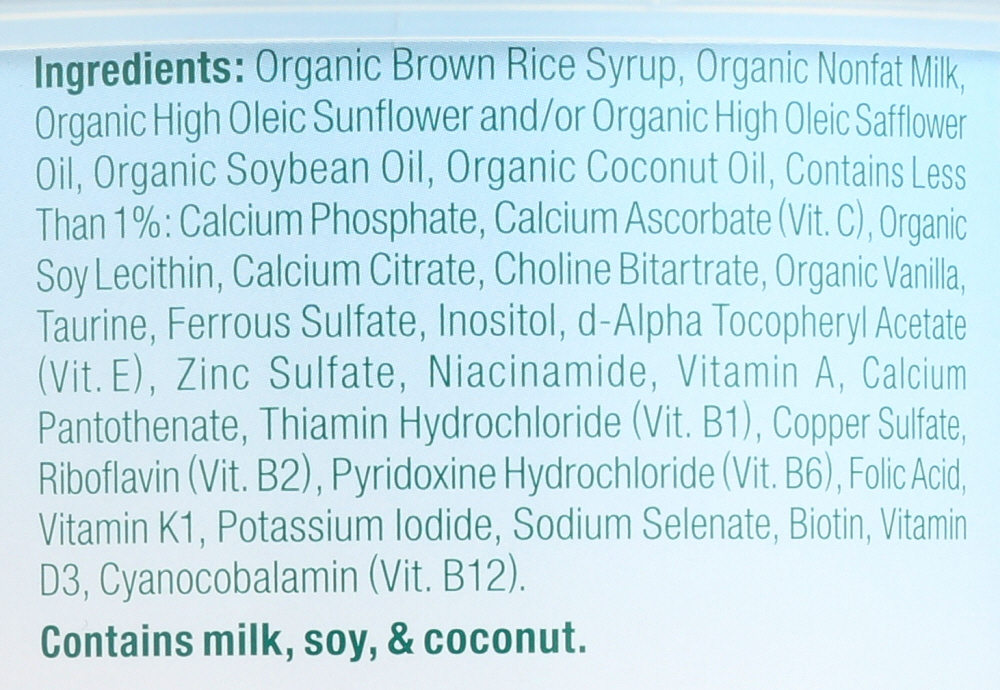 Ingredients: Organic Brown Rice Syrup, Organic Nonfat Milk,
Organic High Oleic Sunflower and/or Organic High Oleic Safflower
Oil, Organic Soybean Oil, Organic Coconut Oil, Contains Less
Than 1%: Calcium Phosphate, Calcium Ascorbate (Vit. C), Organic
Soy Lecithin, Calcium Citrate, Choline Bitartrate, Organic Vanilla,
Taurine, Ferrous Sulfate, Inositol, d-Alpha Tocopheryl Acetate
(Vit. E), Zinc Sulfate, Niacinamide, Vitamin A, Calcium
Pantothenate, Thiamin Hydrochloride (Vit. B1), Copper Sulfate,
Riboflavin (Vit. B2), Pyridoxine Hydrochloride (Vit. B6), Folic Acid,
Vitamin K1, Potassium Iodide, Sodium Selenate, Biotin, Vitamin
D3, Cyanocobalamin (Vit. B12).
Contains milk, soy, & coconut.